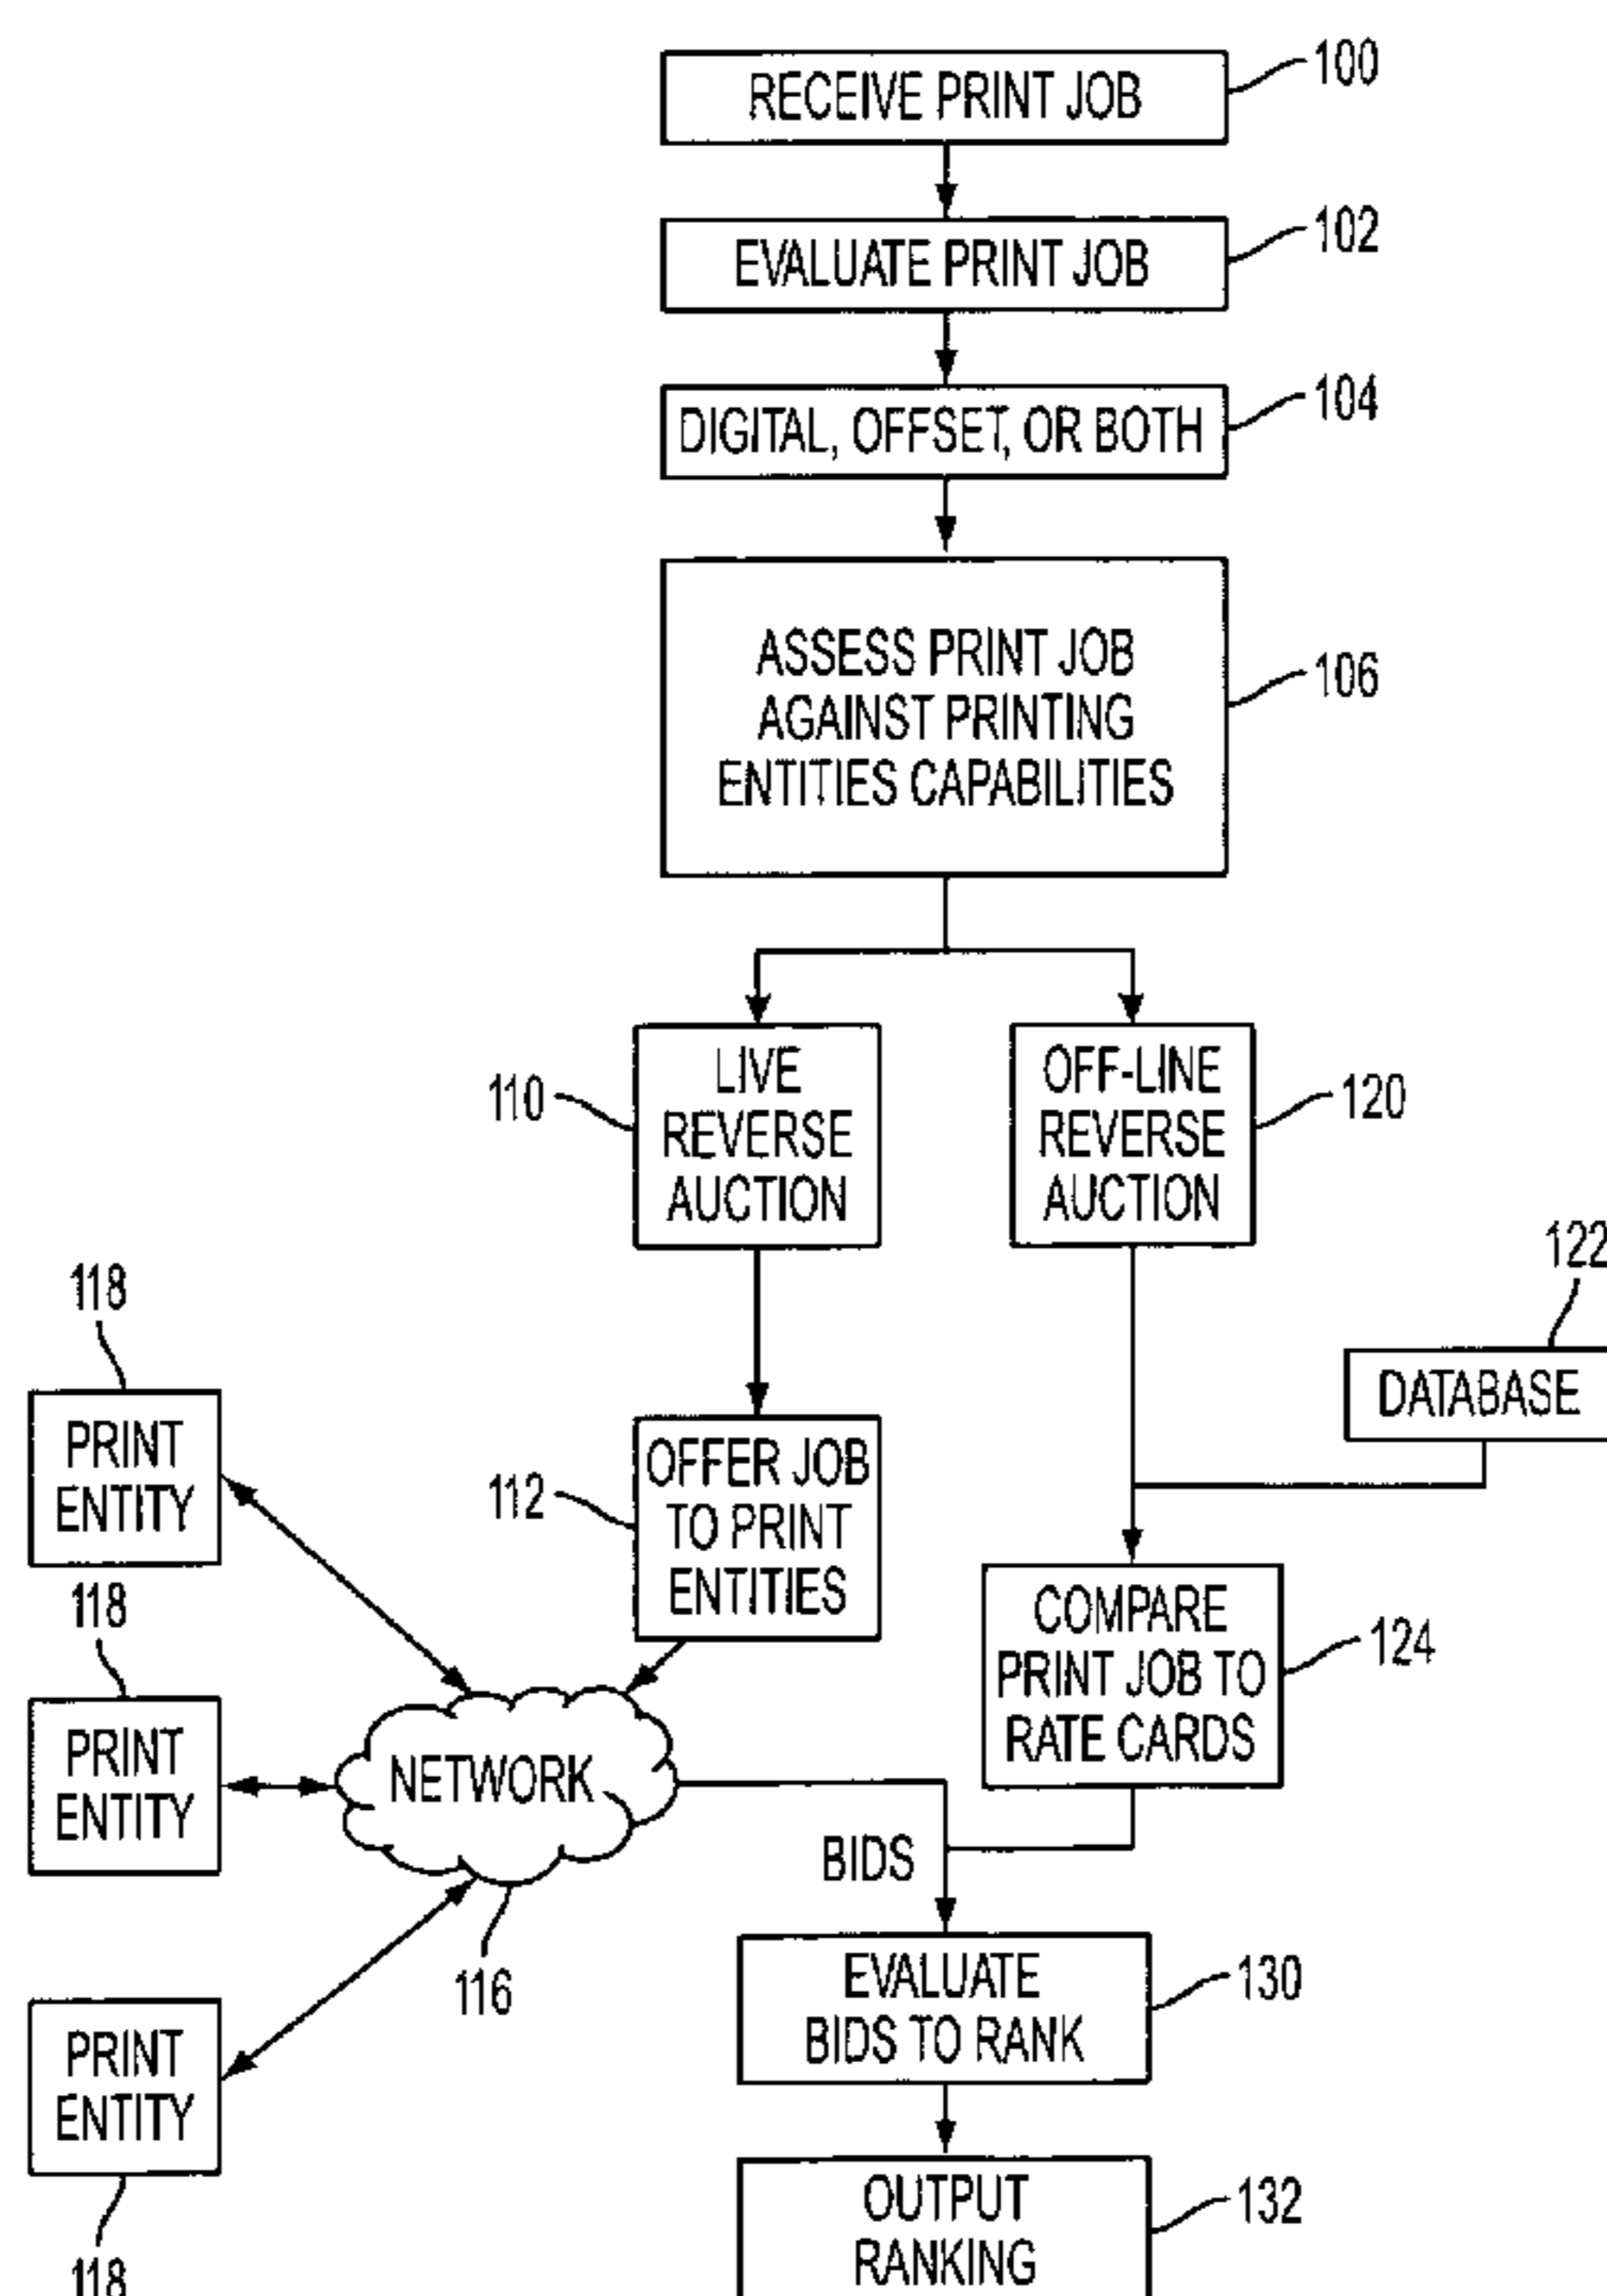 RECEIVE PRINT JOB
100
EVALUATE PRINT JOB
102
DIGITAL, OFFSET, OR BOTH
104
ASSESS PRINT JOB
AGAINST PRINTING
ENTITIES CAPABILITIES
106
110
LIVE
REVERSE
AUCTION
OFF-LINE
REVERSE
AUCTION
120
122
DATABASE
118
PRINT
ENTITY
112
OFFER JOB
TO PRINT
ENTITIES
COMPARE
PRINT JOB TO
RATE CARDS
124
118
PRINT
ENTITY
NETWORK
116
BIDS
EVALUATE
BIDS TO RANK
130
PRINT
ENTITY
118
OUTPUT
RANKING
132